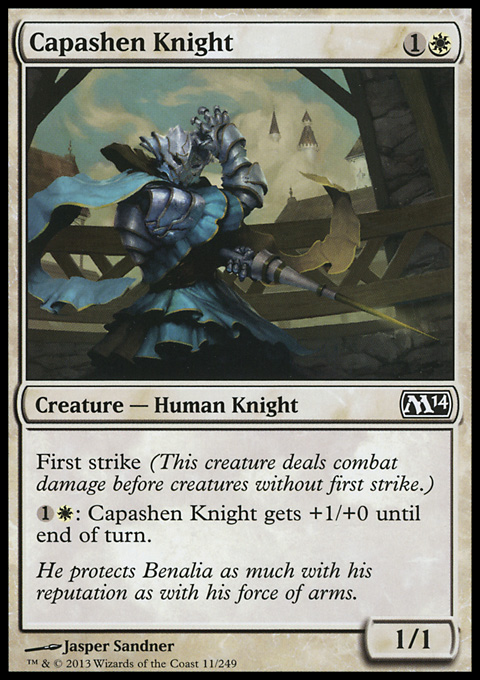 Capashen Knight 1
Creature — Human Knight M14
First strike (This creature deals combat
damage before creatures without first strike.)
1 : Capashen Knight gets +1/+0 until
end of turn.
He protects Benalia as much with his
reputation as with his force of arms.
Jasper Sandner
1/1
™ & © 2013 Wizards of the Coast 11/249